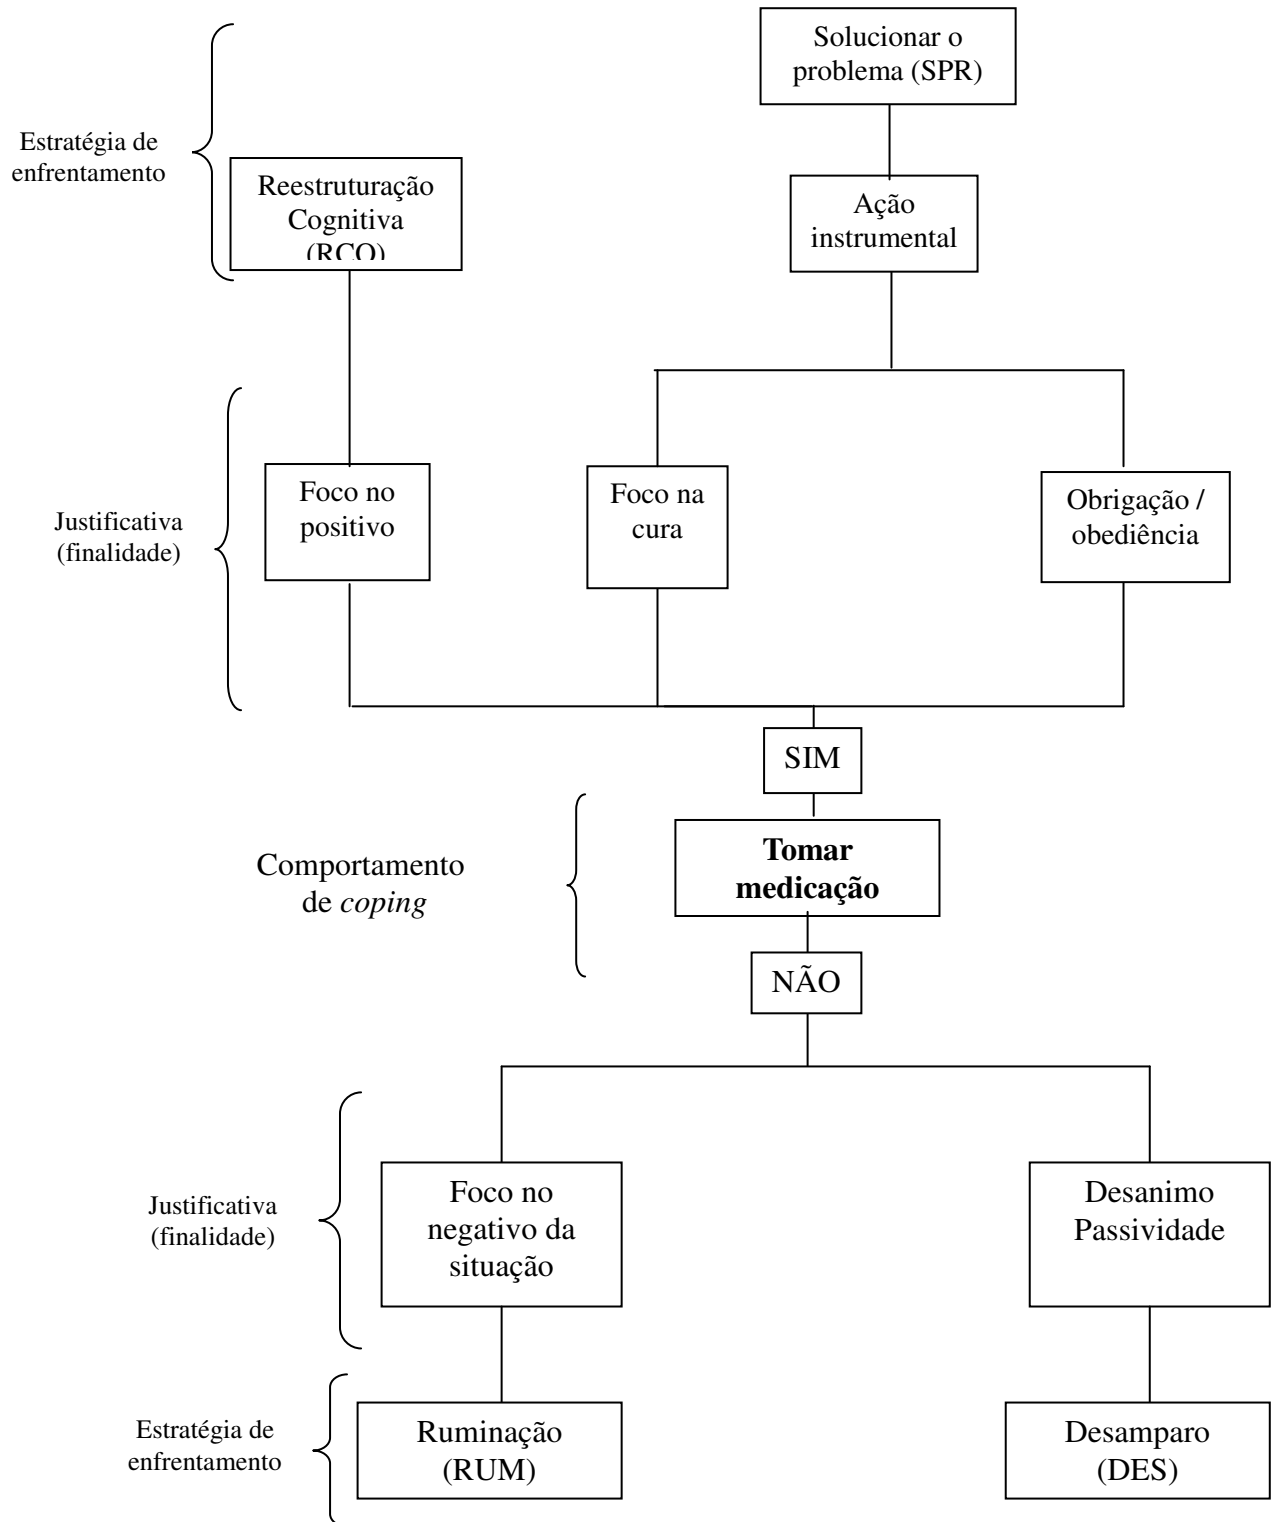 Solucionar o
problema (SPR)
Estratégia de
enfrentamento
Reestruturação
Cognitiva
(RCO)
Ação
instrumental
Justificativa
(finalidade)
Foco no
positivo
Foco na
cura
Obrigação /
obediência
SIM
Comportamento
de coping
Tomar
medicação
NÃO
Justificativa
(finalidade)
Foco no
negativo da
situação
Desanimo
Passividade
Estratégia de
enfrentamento
Ruminação
(RUM)
Desamparo
(DES)